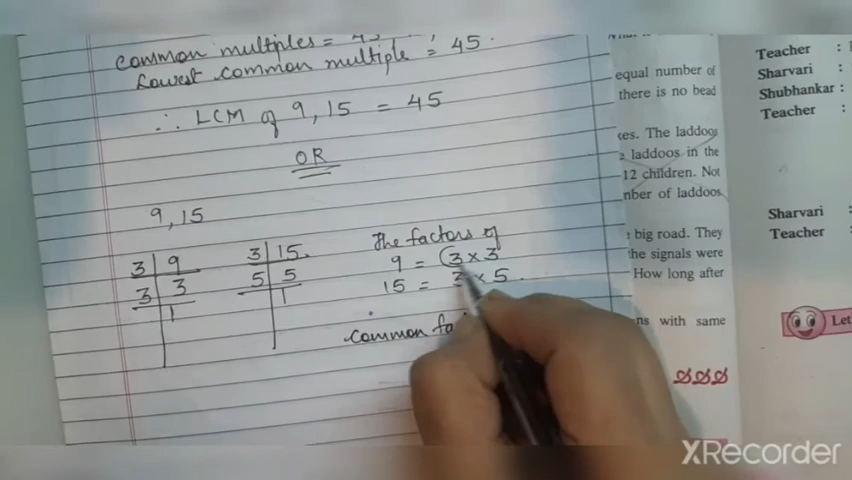 common multiples = 45
Lowest common multiple = 45.
∴ LCM of 9, 15 = 45
OR
9, 15
3 | 9
3 | 3
1
3 | 15
5 | 5
1
The factors of
9 = 3 × 3
15 = 3 × 5.
common
equal number of
there is no bead
The laddoos
laddoos in the
12 children. Not
of laddoos
big road. They
the signals were
How long after
with same
Teacher :
Sharvari :
Shubhankar :
Teacher :
Sharvari :
Teacher :
Let
XRecorder